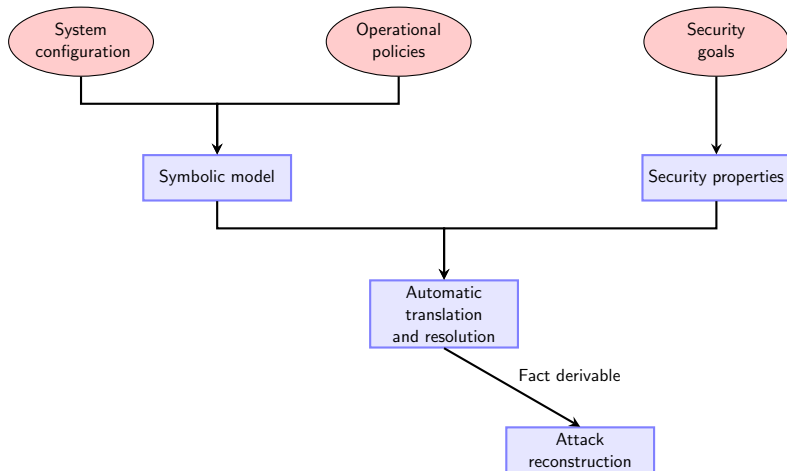 System
configuration
Operational
policies
Security
goals
Symbolic model
Security properties
Automatic
translation
and resolution
Fact derivable
Attack
reconstruction